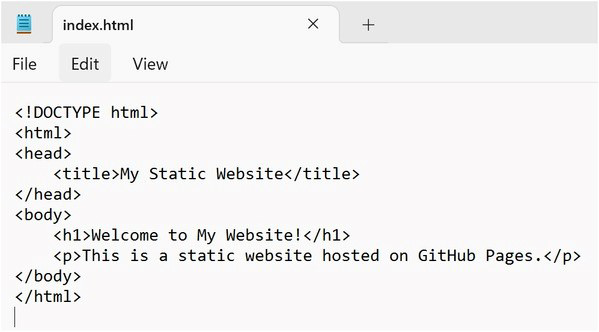 index.html
File Edit View
<!DOCTYPE html>
<html>
<head>
    <title>My Static Website</title>
</head>
<body>
    <h1>Welcome to My Website!</h1>
    <p>This is a static website hosted on GitHub Pages.</p>
</body>
</html>